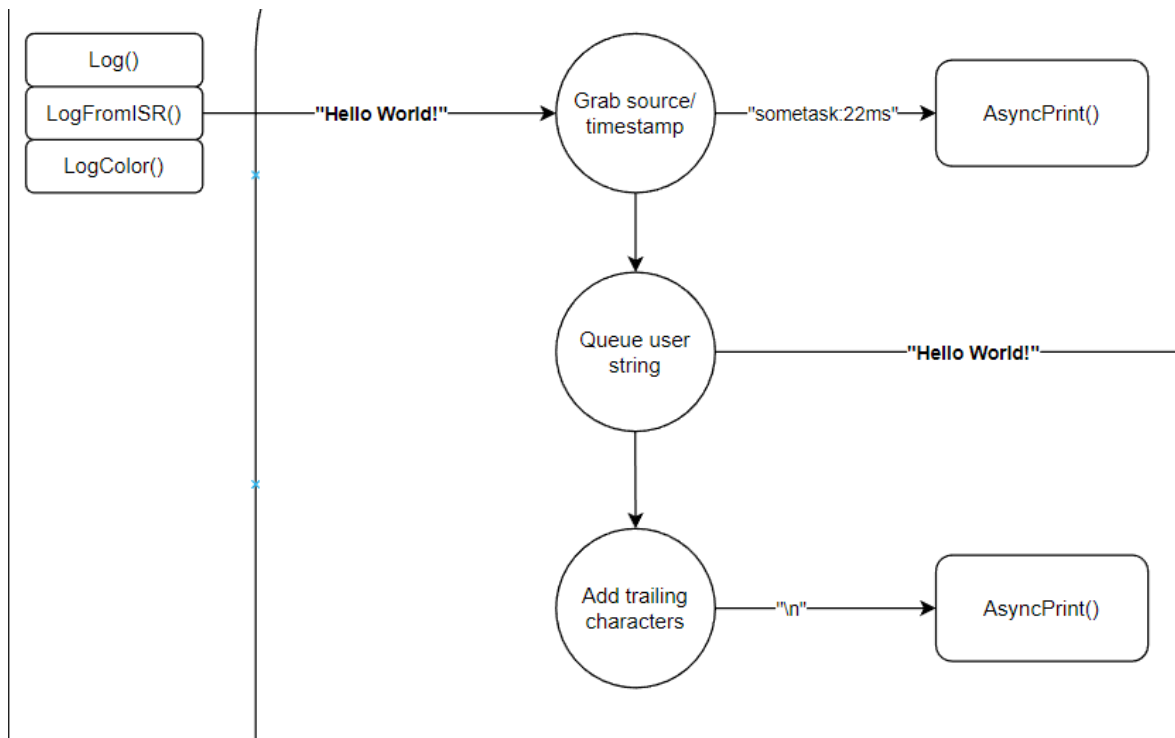 Log()
LogFromISR()
LogColor()
"Hello World!"
Grab source/
timestamp
"sometask:22ms"
AsyncPrint()
Queue user
string
"Hello World!"
Add trailing
characters
"\n"
AsyncPrint()